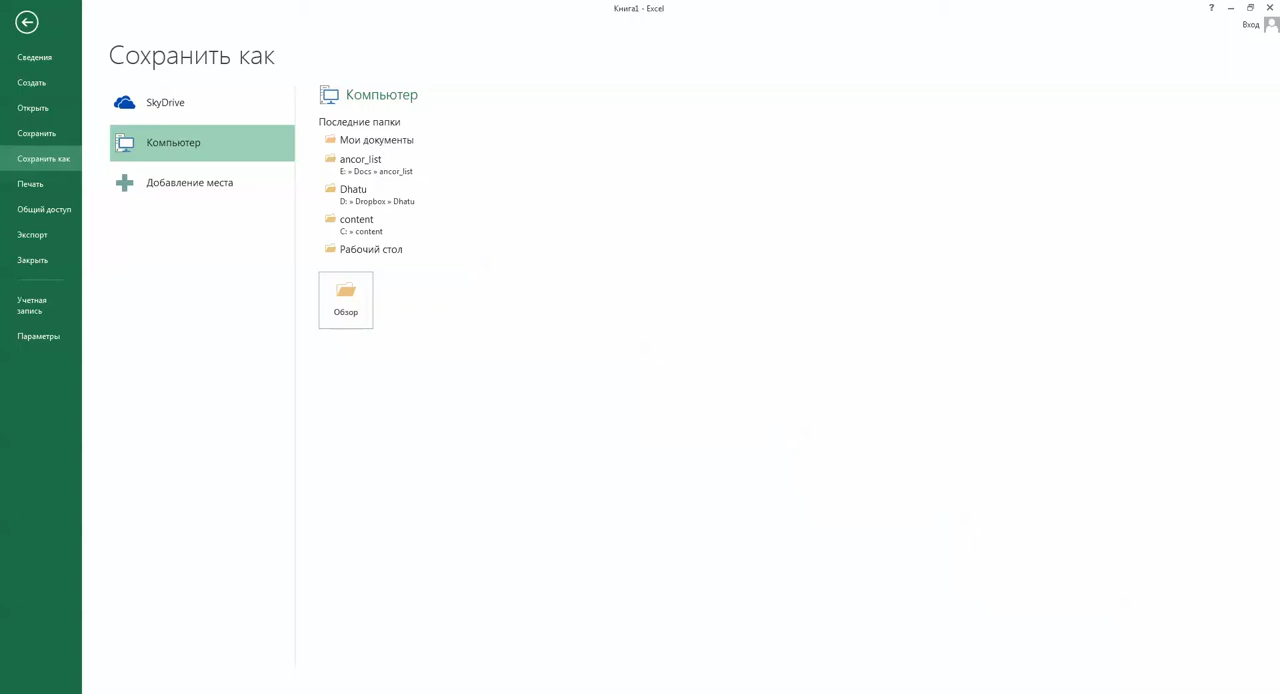 Книга1 - Excel
?
Вход
Сведения
Создать
Открыть
Сохранить
Сохранить как
Печать
Общий доступ
Экспорт
Закрыть
Учетная
запись
Параметры
Сохранить как
SkyDrive
Компьютер
Добавление места
Компьютер
Последние папки
Мои документы
ancor_list
E: » Docs » ancor_list
Dhatu
D: » Dropbox » Dhatu
content
C: » content
Рабочий стол
Обзор